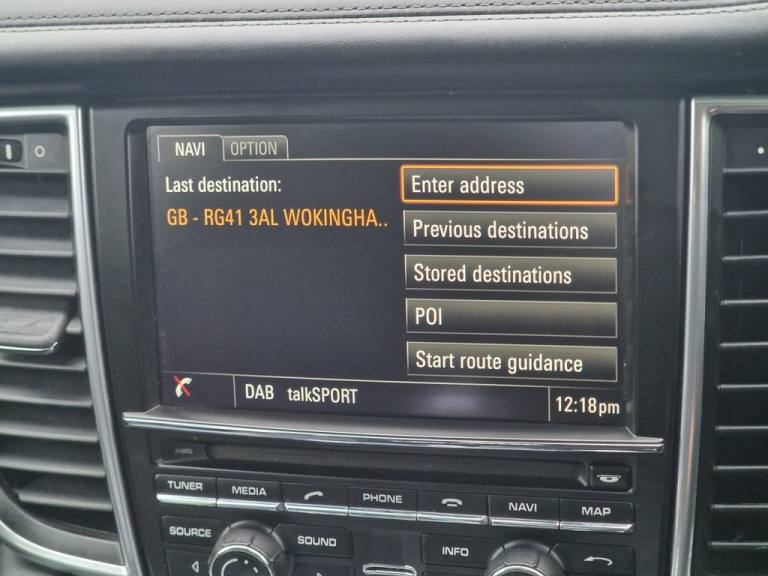 NAVI OPTION
Last destination:
GB - RG41 3AL WOKINGHA..
Enter address
Previous destinations
Stored destinations
POI
Start route guidance
DAB talkSPORT
12:18pm
TUNER MEDIA PHONE NAVI MAP
SOURCE SOUND INFO